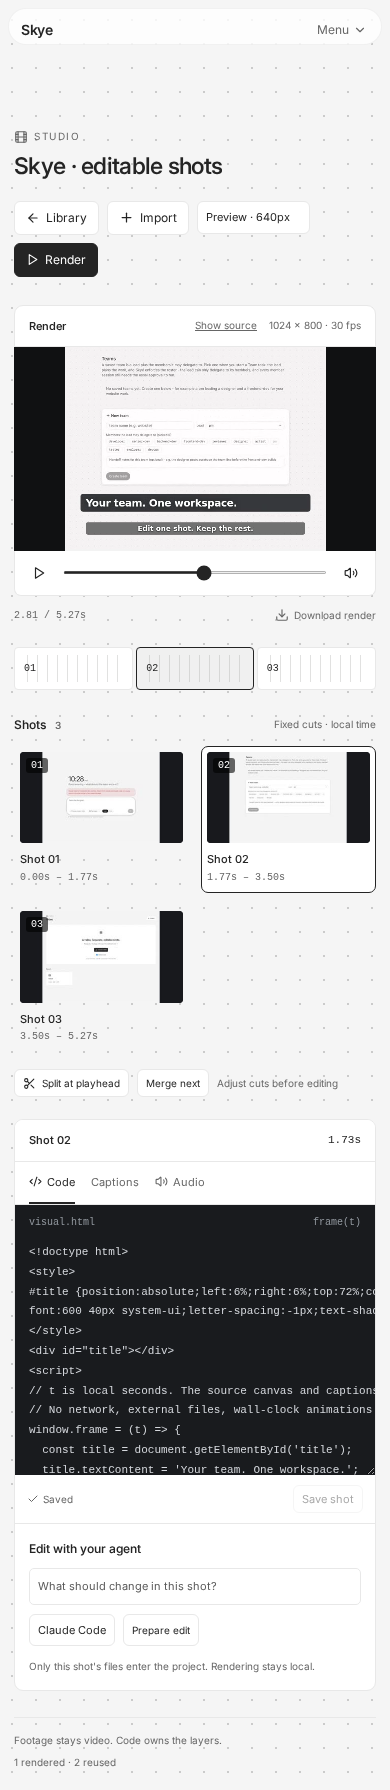 Skye
Menu
STUDIO
Skye · editable shots
Library
Import
Preview · 640px
Render
Render
Show source
1024 × 800 · 30 fps
Teams
New team
Your team. One workspace.
Edit one shot. Keep the rest.
2.81 / 5.27s
Download render
01
02
03
Shots 3
Fixed cuts · local time
01
10:28
Shot 01
0.00s – 1.77s
02
Shot 02
1.77s – 3.50s
03
Shot 03
3.50s – 5.27s
Split at playhead
Merge next
Adjust cuts before editing
Shot 02
1.73s
Code
Captions
Audio
visual.html
frame(t)
<!doctype html>
<style>
#title {position:absolute;left:6%;right:6%;top:72%;co
font:600 40px system-ui;letter-spacing:-1px;text-shad
</style>
<div id="title"></div>
<script>
// t is local seconds. The source canvas and captions
// No network, external files, wall-clock animations
window.frame = (t) => {
const title = document.getElementById('title');
title.textContent = 'Your team. One workspace.';
Saved
Save shot
Edit with your agent
What should change in this shot?
Claude Code
Prepare edit
Only this shot's files enter the project. Rendering stays local.
Footage stays video. Code owns the layers.
1 rendered · 2 reused